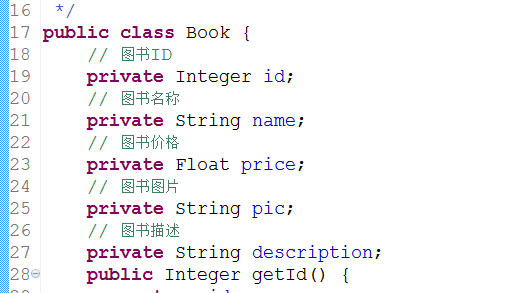 16 */
17 public class Book {
18 // 图书ID
19 private Integer id;
20 // 图书名称
21 private String name;
22 // 图书价格
23 private Float price;
24 // 图书图片
25 private String pic;
26 // 图书描述
27 private String description;
28 public Integer getId() {